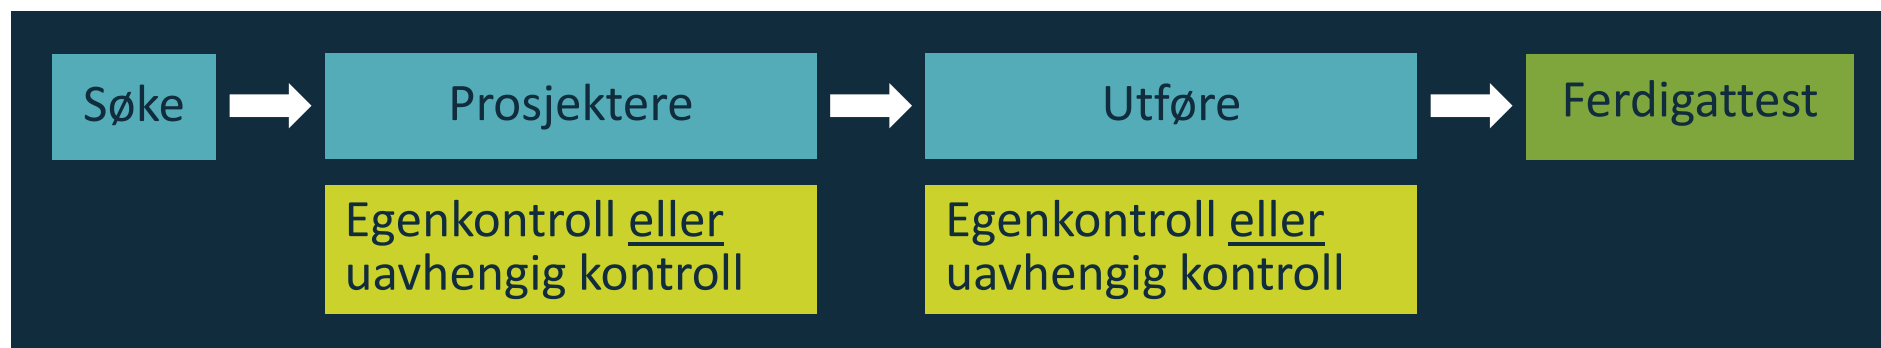 Søke
Prosjektere
Utføre
Ferdigattest
Egenkontroll eller
uavhengig kontroll
Egenkontroll eller
uavhengig kontroll